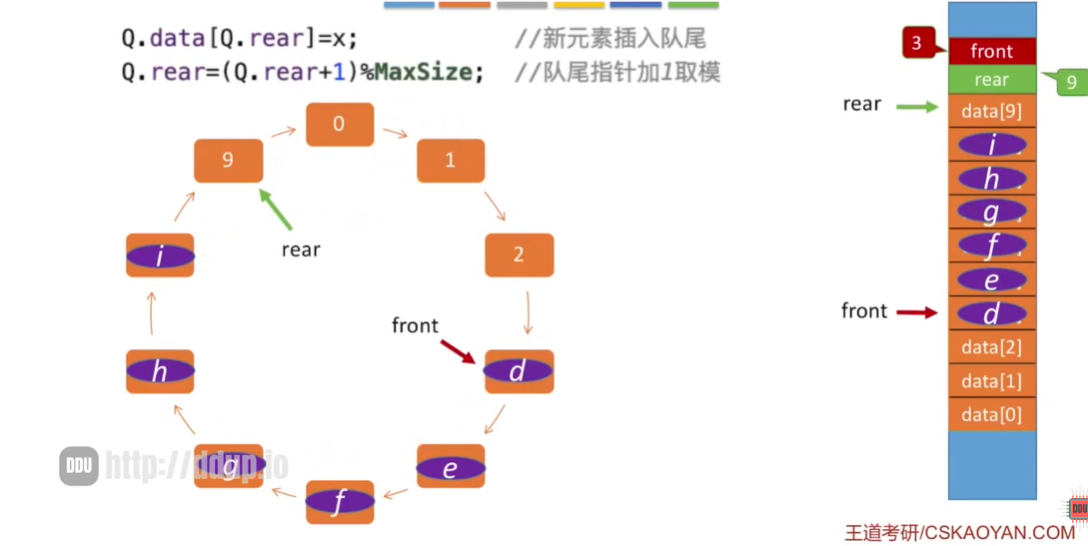 Q.data[Q.rear]=x; //新元素插入队尾
Q.rear=(Q.rear+1)%MaxSize; //队尾指针加1取模
0
9
1
rear
i
2
front
h
d
g
e
f
3
front
rear
9
rear
data[9]
i
h
g
f
e
front
d
data[2]
data[1]
data[0]
DDU http://ddup.io
王道考研/CSKAOYAN.COM
DDU